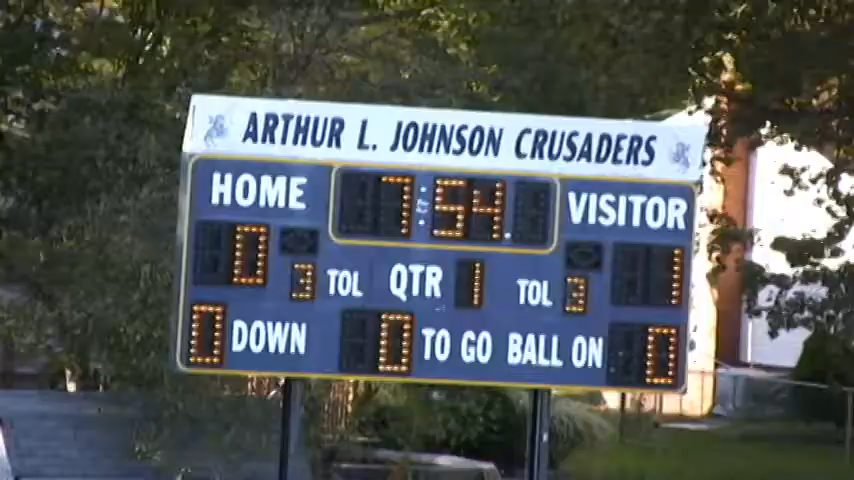 ARTHUR L. JOHNSON CRUSADERS
HOME 7:54 VISITOR
0 3 TOL QTR 1 TOL 3 1
0 DOWN 0 TO GO BALL ON 0